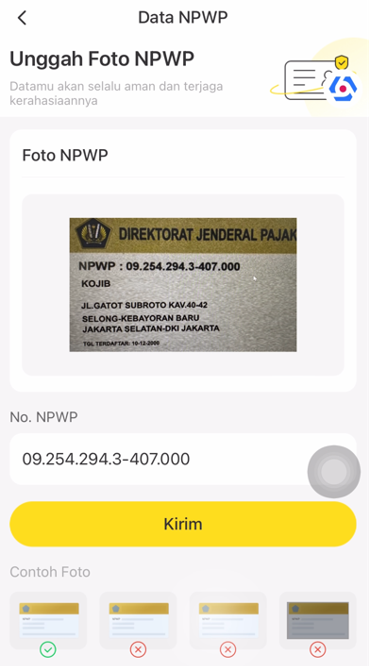 Data NPWP
Unggah Foto NPWP
Datamu akan selalu aman dan terjaga
kerahasiaannya
Foto NPWP
DIREKTORAT JENDERAL PAJAK
NPWP : 09.254.294.3-407.000
KOJIB
JL.GATOT SUBROTO KAV.40-42
SELONG-KEBAYORAN BARU
JAKARTA SELATAN-DKI JAKARTA
TGL TERDAFTAR: 10-12-2008
No. NPWP
09.254.294.3-407.000
Kirim
Contoh Foto